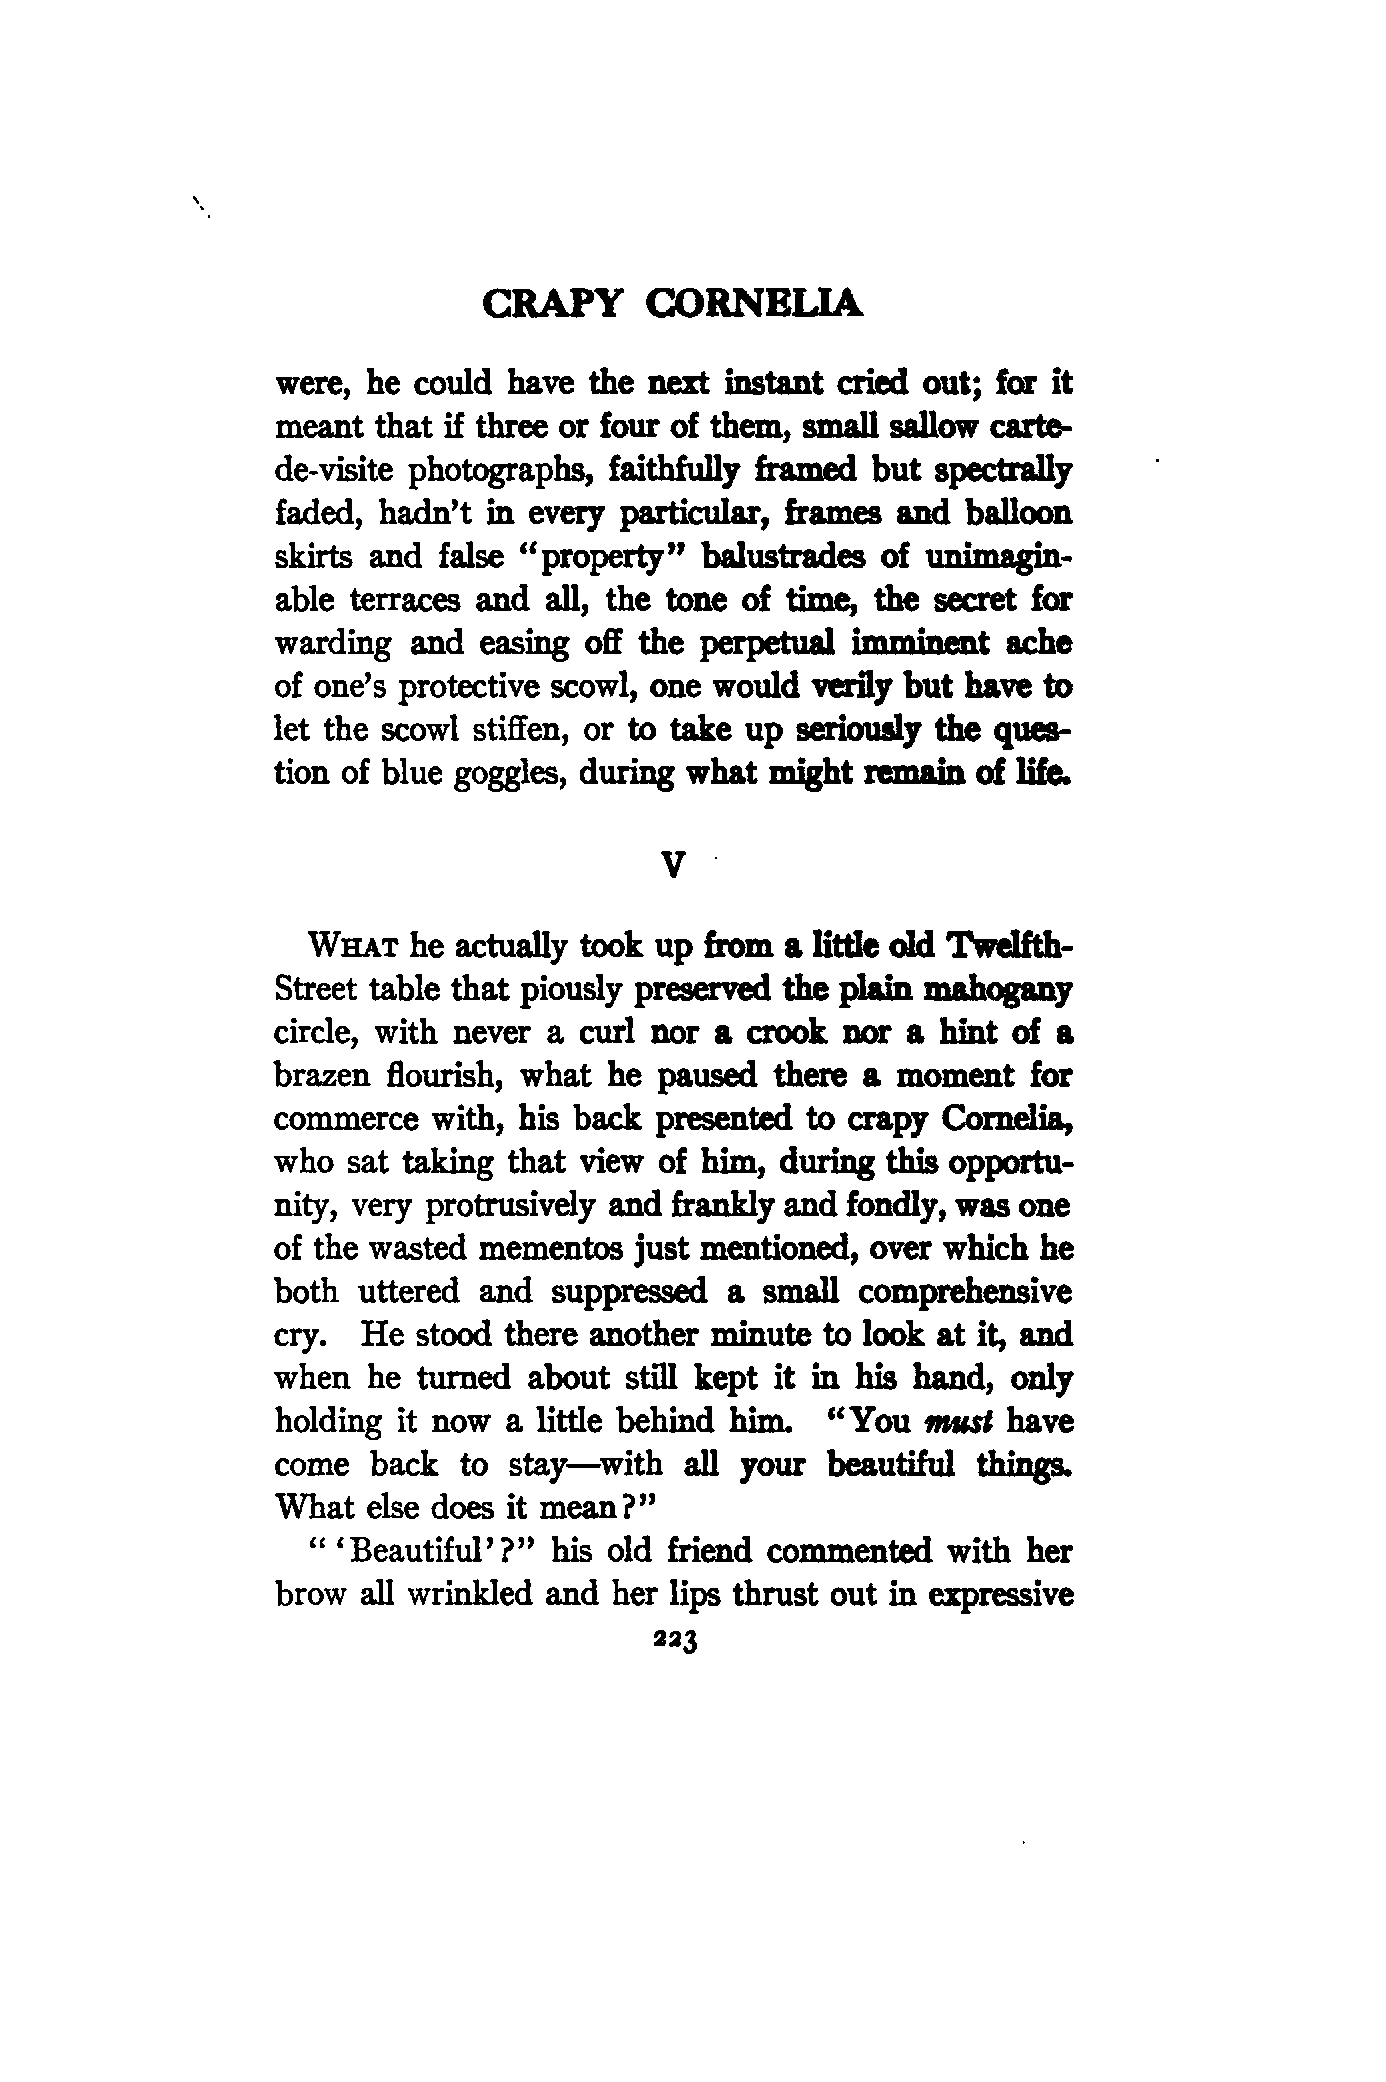 CRAPY CORNELIA
were, he could have the next instant cried out; for it
meant that if three or four of them, small sallow carte-
de-visite photographs, faithfully framed but spectrally
faded, hadn't in every particular, frames and balloon
skirts and false "property" balustrades of unimagin-
able terraces and all, the tone of time, the secret for
warding and easing off the perpetual imminent ache
of one's protective scowl, one would verily but have to
let the scowl stiffen, or to take up seriously the ques-
tion of blue goggles, during what might remain of life.
V
WHAT he actually took up from a little old Twelfth-
Street table that piously preserved the plain mahogany
circle, with never a curl nor a crook nor a hint of a
brazen flourish, what he paused there a moment for
commerce with, his back presented to crapy Cornelia,
who sat taking that view of him, during this opportu-
nity, very protrusively and frankly and fondly, was one
of the wasted mementos just mentioned, over which he
both uttered and suppressed a small comprehensive
cry. He stood there another minute to look at it, and
when he turned about still kept it in his hand, only
holding it now a little behind him. "You must have
come back to stay—with all your beautiful things.
What else does it mean?"
"'Beautiful'?" his old friend commented with her
brow all wrinkled and her lips thrust out in expressive
223